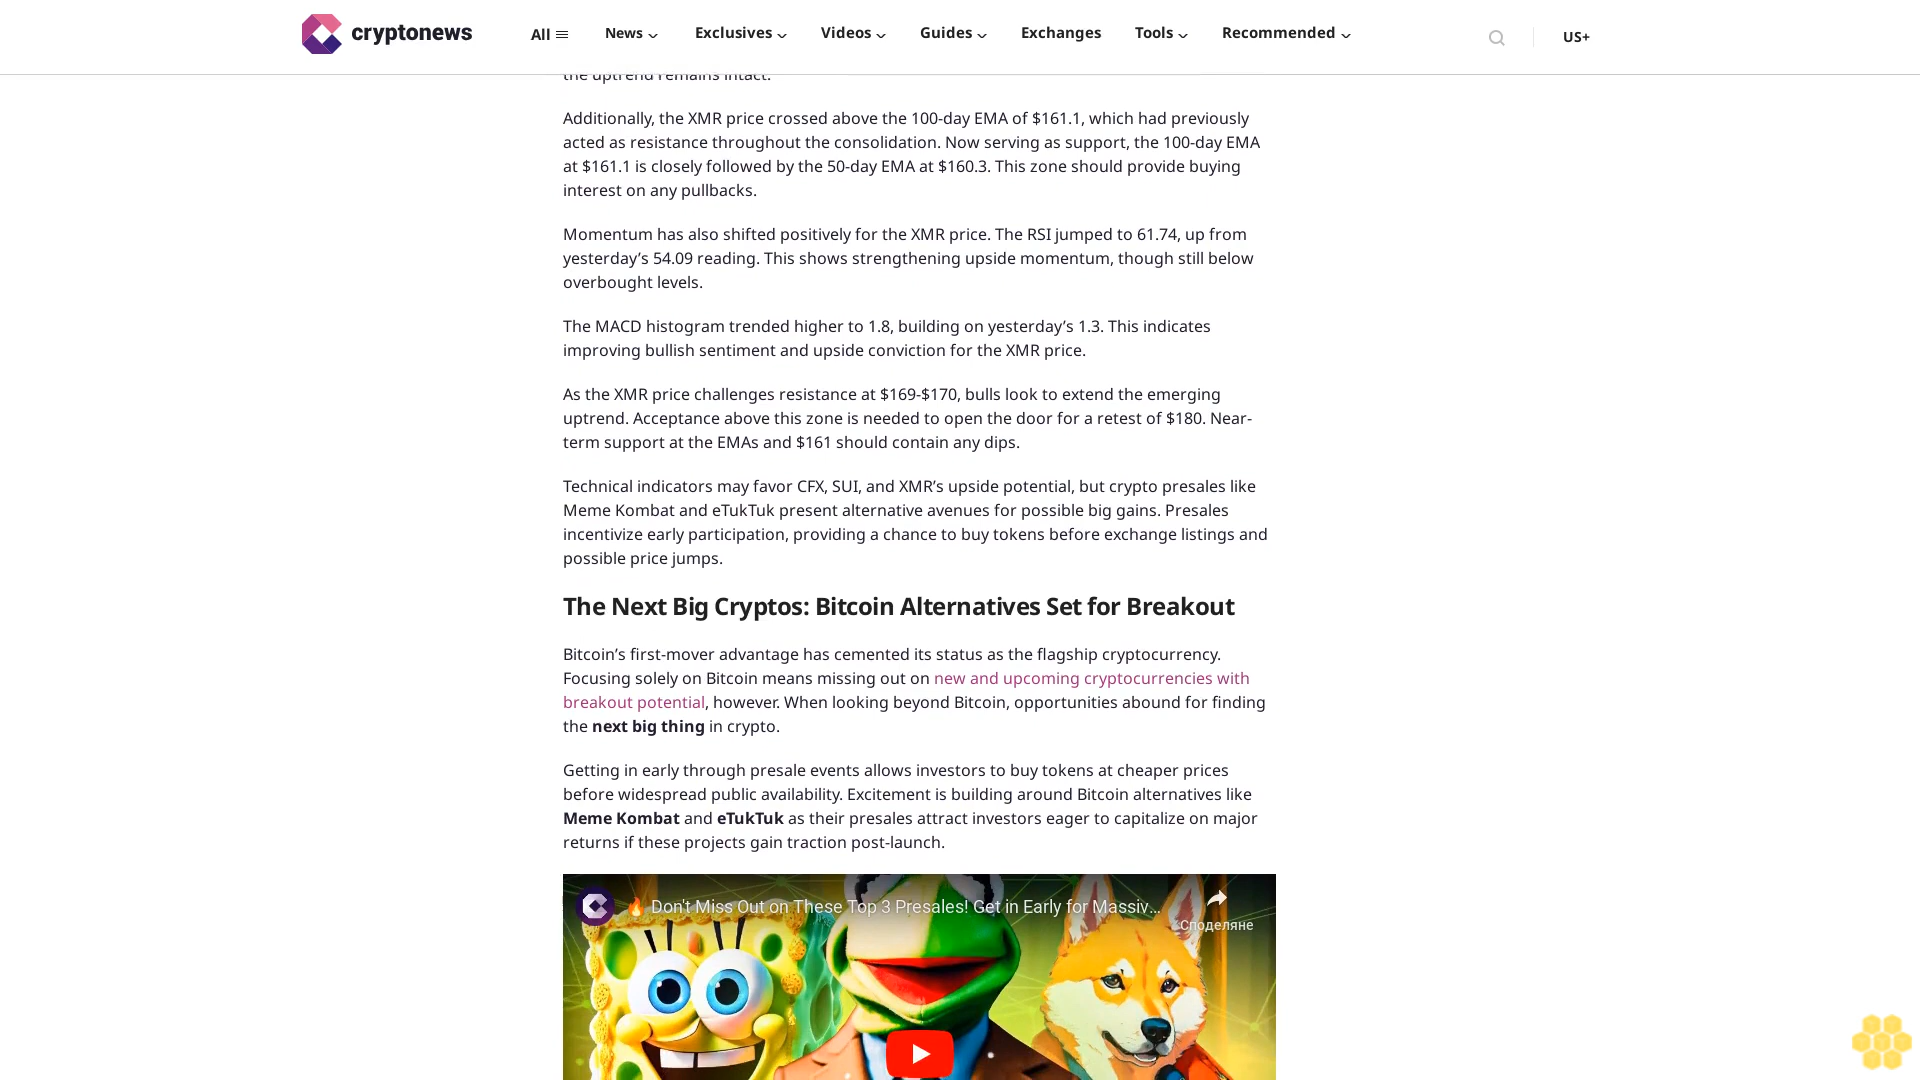 cryptonews
All
News
Exclusives
Videos
Guides
Exchanges
Tools
Recommended
US+
the uptrend remains intact.
Additionally, the XMR price crossed above the 100-day EMA of $161.1, which had previously
acted as resistance throughout the consolidation. Now serving as support, the 100-day EMA
at $161.1 is closely followed by the 50-day EMA at $160.3. This zone should provide buying
interest on any pullbacks.
Momentum has also shifted positively for the XMR price. The RSI jumped to 61.74, up from
yesterday’s 54.09 reading. This shows strengthening upside momentum, though still below
overbought levels.
The MACD histogram trended higher to 1.8, building on yesterday’s 1.3. This indicates
improving bullish sentiment and upside conviction for the XMR price.
As the XMR price challenges resistance at $169-$170, bulls look to extend the emerging
uptrend. Acceptance above this zone is needed to open the door for a retest of $180. Near-
term support at the EMAs and $161 should contain any dips.
Technical indicators may favor CFX, SUI, and XMR’s upside potential, but crypto presales like
Meme Kombat and eTukTuk present alternative avenues for possible big gains. Presales
incentivize early participation, providing a chance to buy tokens before exchange listings and
possible price jumps.
The Next Big Cryptos: Bitcoin Alternatives Set for Breakout
Bitcoin’s first-mover advantage has cemented its status as the flagship cryptocurrency.
Focusing solely on Bitcoin means missing out on new and upcoming cryptocurrencies with
breakout potential, however. When looking beyond Bitcoin, opportunities abound for finding
the next big thing in crypto.
Getting in early through presale events allows investors to buy tokens at cheaper prices
before widespread public availability. Excitement is building around Bitcoin alternatives like
Meme Kombat and eTukTuk as their presales attract investors eager to capitalize on major
returns if these projects gain traction post-launch.
🔥 Don't Miss Out on These Top 3 Presales! Get in Early for Massiv...
Споделяне